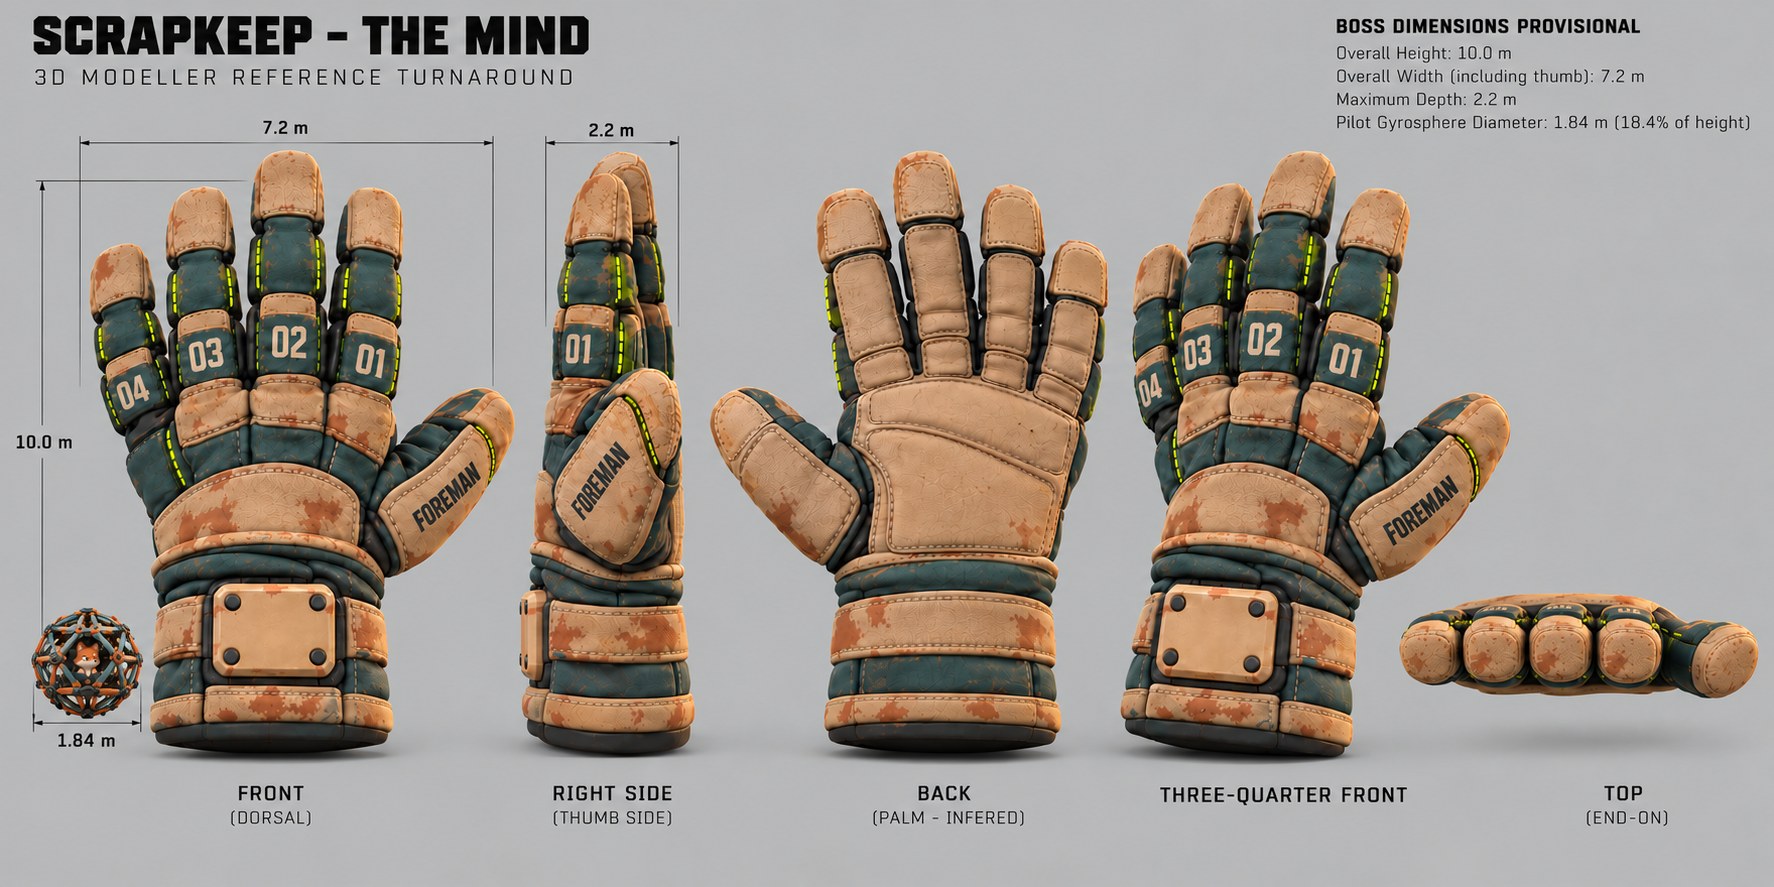 SCRAPKEEP - THE MIND
3D MODELLER REFERENCE TURNAROUND
BOSS DIMENSIONS PROVISIONAL
Overall Height: 10.0 m
Overall Width (including thumb): 7.2 m
Maximum Depth: 2.2 m
Pilot Gyrosphere Diameter: 1.84 m (18.4% of height)
7.2 m
2.2 m
10.0 m
1.84 m
04
03
02
01
FOREMAN
01
FOREMAN
04
03
02
01
FOREMAN
FRONT
(DORSAL)
RIGHT SIDE
(THUMB SIDE)
BACK
(PALM - INFERED)
THREE-QUARTER FRONT
TOP
(END-ON)